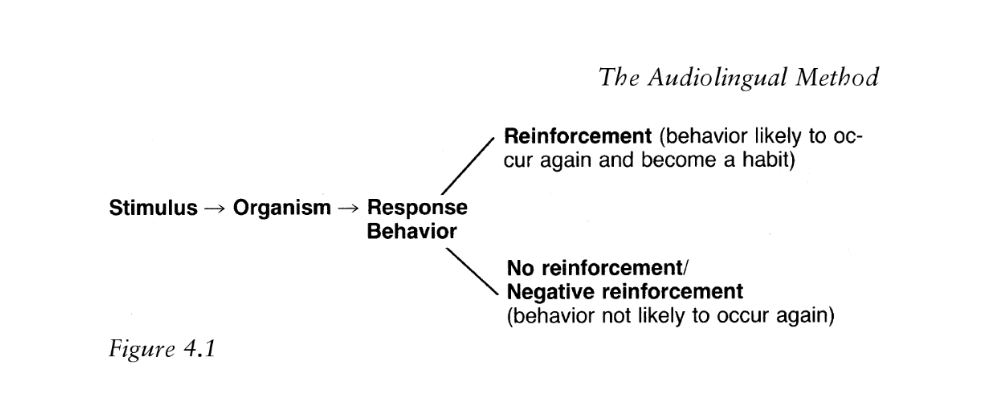 The Audiolingual Method
Reinforcement (behavior likely to oc-
cur again and become a habit)
Stimulus → Organism → Response
Behavior
No reinforcement/
Negative reinforcement
(behavior not likely to occur again)
Figure 4.1